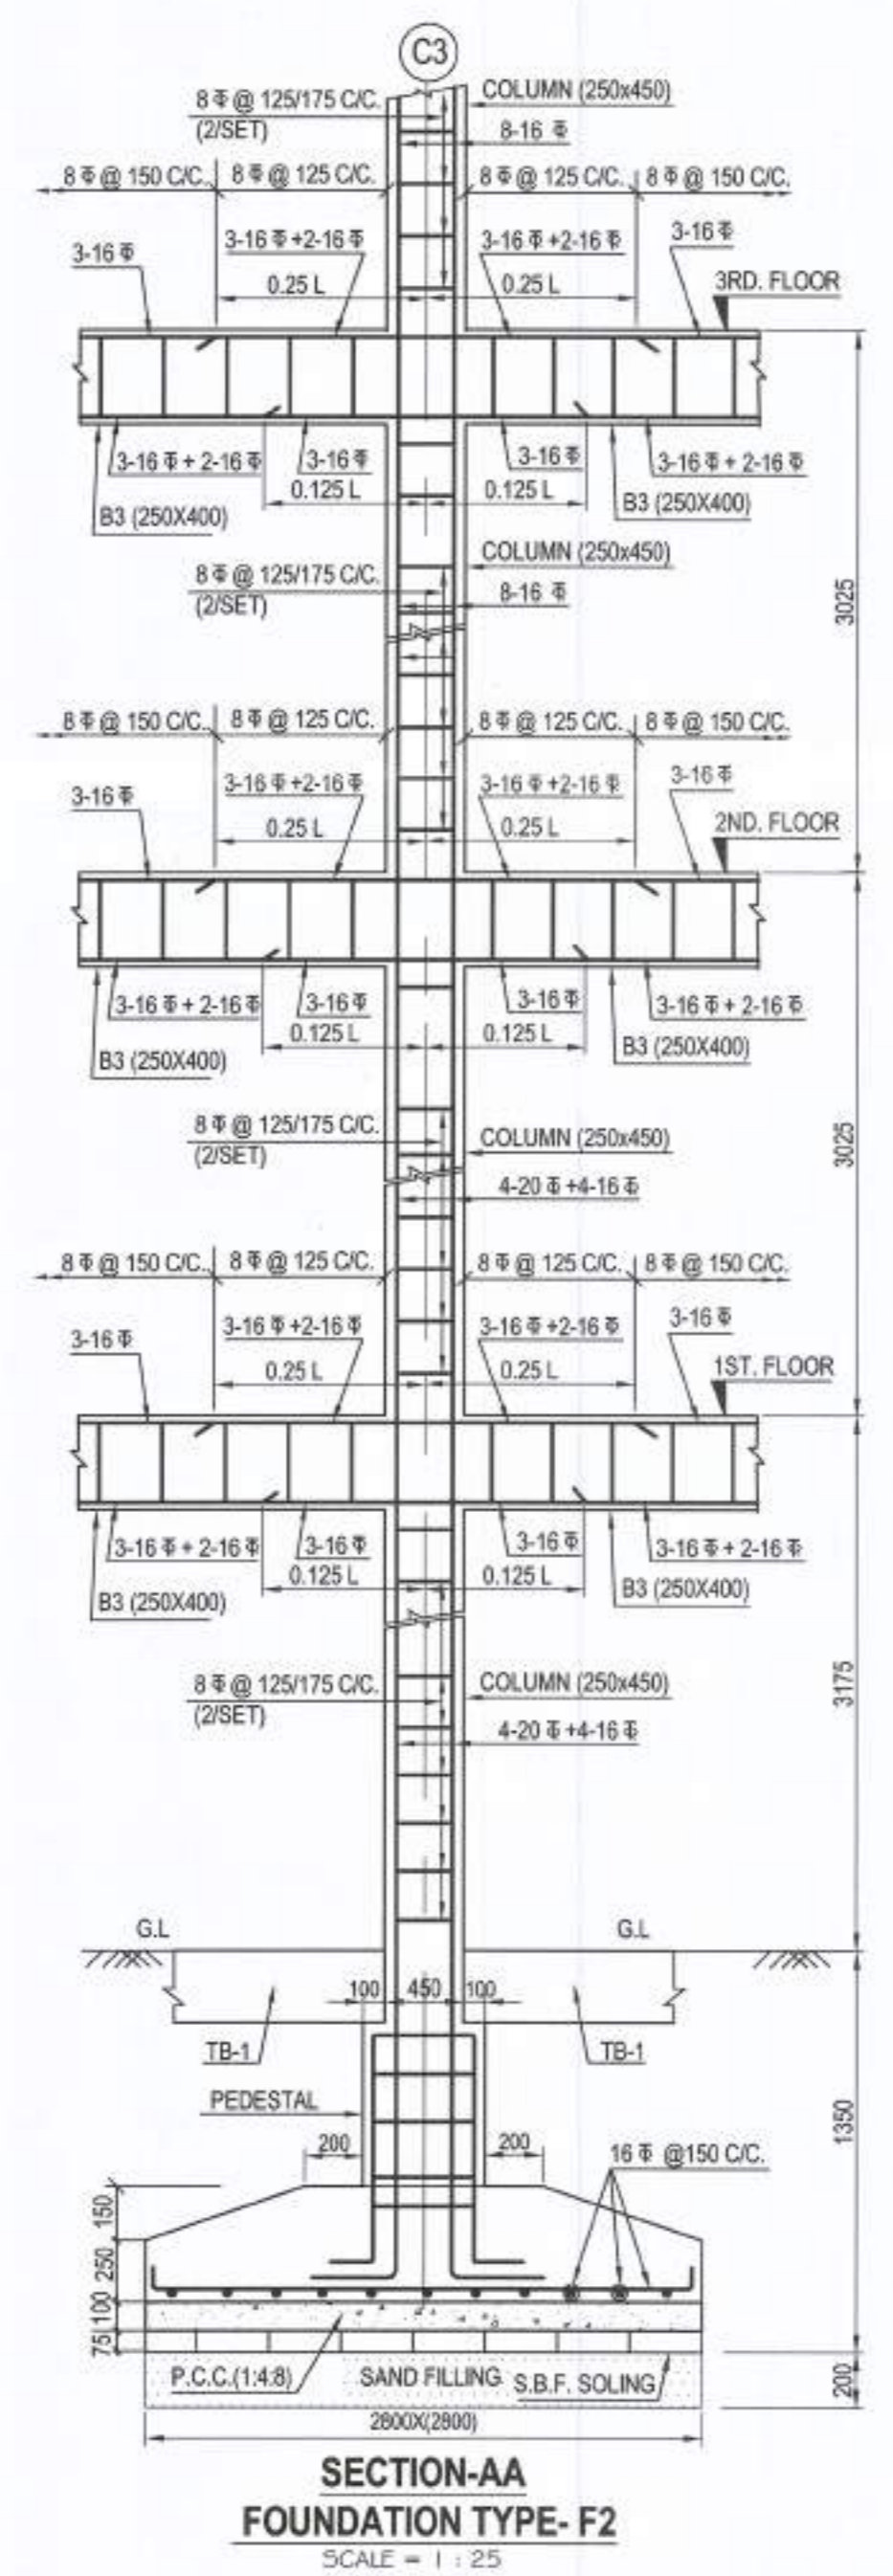 C3
8 Φ @ 125/175 C/C.
(2/SET)
COLUMN (250x450)
8-16 Φ
8 Φ @ 150 C/C.
8 Φ @ 125 C/C.
8 Φ @ 125 C/C.
8 Φ @ 150 C/C.
3-16 Φ
3-16 Φ +2-16 Φ
3-16 Φ +2-16 Φ
3-16 Φ
0.25 L
0.25 L
3RD. FLOOR
3-16 Φ + 2-16 Φ
3-16 Φ
3-16 Φ
3-16 Φ + 2-16 Φ
0.125 L
0.125 L
B3 (250X400)
B3 (250X400)
8 Φ @ 125/175 C/C.
(2/SET)
COLUMN (250x450)
8-16 Φ
3025
8 Φ @ 150 C/C.
8 Φ @ 125 C/C.
8 Φ @ 125 C/C.
8 Φ @ 150 C/C.
3-16 Φ
3-16 Φ +2-16 Φ
3-16 Φ +2-16 Φ
3-16 Φ
0.25 L
0.25 L
2ND. FLOOR
3-16 Φ + 2-16 Φ
3-16 Φ
3-16 Φ
3-16 Φ + 2-16 Φ
0.125 L
0.125 L
B3 (250X400)
B3 (250X400)
8 Φ @ 125/175 C/C.
(2/SET)
COLUMN (250x450)
4-20 Φ +4-16 Φ
3025
8 Φ @ 150 C/C.
8 Φ @ 125 C/C.
8 Φ @ 125 C/C.
8 Φ @ 150 C/C.
3-16 Φ
3-16 Φ +2-16 Φ
3-16 Φ +2-16 Φ
3-16 Φ
0.25 L
0.25 L
1ST. FLOOR
3-16 Φ + 2-16 Φ
3-16 Φ
3-16 Φ
3-16 Φ + 2-16 Φ
0.125 L
0.125 L
B3 (250X400)
B3 (250X400)
8 Φ @ 125/175 C/C.
(2/SET)
COLUMN (250x450)
4-20 Φ +4-16 Φ
3175
G.L
G.L
100
450
100
TB-1
TB-1
PEDESTAL
200
200
16 Φ @150 C/C.
1350
150
250
100
75
P.C.C.(1:4:8)
SAND FILLING
S.B.F. SOLING
200
2800X(2800)
SECTION-AA
FOUNDATION TYPE- F2
SCALE = 1 : 25